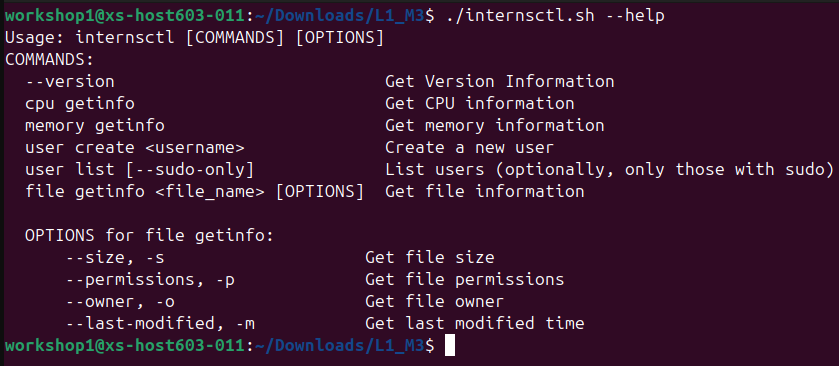 workshop1@xs-host603-011:~/Downloads/L1_M3$ ./internsctl.sh --help
Usage: internsctl [COMMANDS] [OPTIONS]
COMMANDS:
  --version                           Get Version Information
  cpu getinfo                         Get CPU information
  memory getinfo                      Get memory information
  user create <username>              Create a new user
  user list [--sudo-only]             List users (optionally, only those with sudo)
  file getinfo <file_name> [OPTIONS]  Get file information

  OPTIONS for file getinfo:
      --size, -s                    Get file size
      --permissions, -p             Get file permissions
      --owner, -o                   Get file owner
      --last-modified, -m           Get last modified time
workshop1@xs-host603-011:~/Downloads/L1_M3$